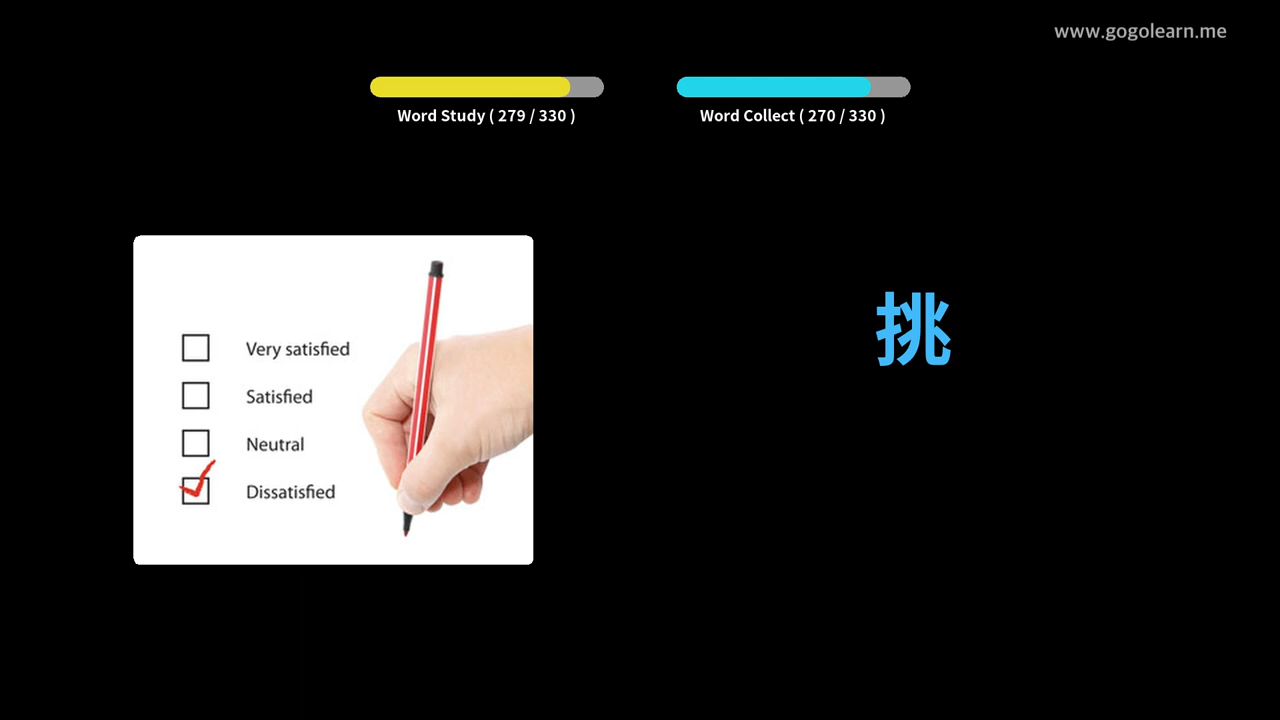 www.gogolearn.me
Word Study ( 279 / 330 )
Word Collect ( 270 / 330 )
Very satisfied
Satisfied
Neutral
Dissatisfied
挑